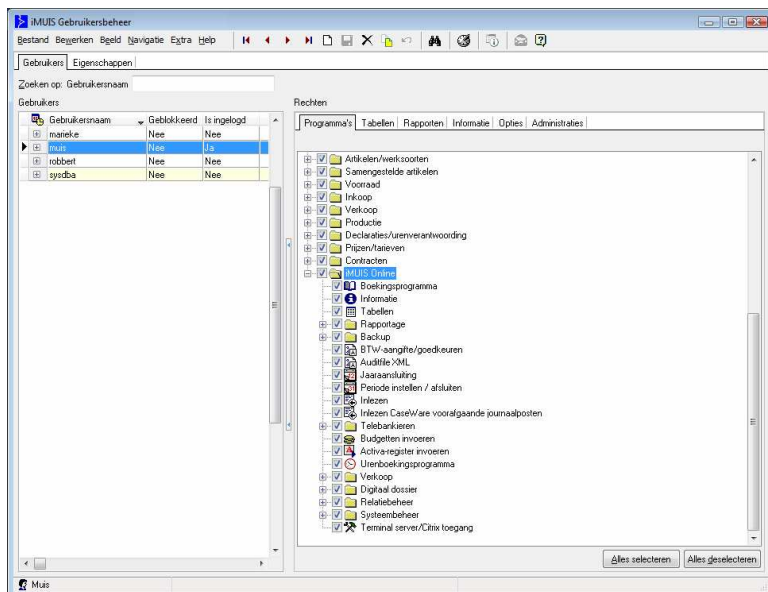 iMUIS Gebruikersbeheer
Bestand Bewerken Beeld Navigatie Extra Help
Gebruikers Eigenschappen
Zoeken op: Gebruikersnaam
Gebruikers
Gebruikersnaam Geblokkeerd Is ingelogd
marieke Nee Nee
muis Nee Ja
robbert Nee Nee
sysdba Nee Nee
Rechten
Programma's Tabellen Rapporten Informatie Opties Administraties
Artikelen/werksoorten
Samengestelde artikelen
Voorraad
Inkoop
Verkoop
Productie
Declaraties/urenverantwoording
Prijzen/tarieven
Contracten
iMUIS Online
Boekingsprogramma
Informatie
Tabellen
Rapportage
Backup
BTW-aangifte/goedkeuren
Auditfile XML
Jaaraansluiting
Periode instellen / afsluiten
Inlezen
Inlezen CaseWare voorafgaande journaalposten
Telebankieren
Budgetten invoeren
Activa-register invoeren
Urenboekingsprogramma
Verkoop
Digitaal dossier
Relatiebeheer
Systeembeheer
Terminal server/Citrix toegang
Alles selecteren Alles deselecteren
Muis